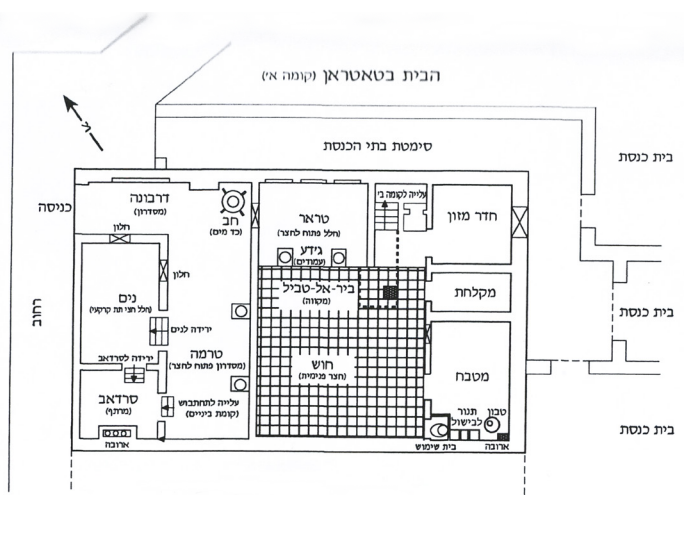 הבית בטאטראן (קומה א')
סימטת בתי הכנסת
בית כנסת
כניסה
דרבונה
(מסדרון)
חב
(כד מים)
טראר
(חלל פתוח לחצר)
ג'ידע
(עמודים)
עלייה לקומה ב'
חדר מזון
חלון
חלון
ביר-אל-טביל
(מקווה)
מקלחת
בית כנסת
רחוב
נים
(חלל חצי תת קרקעי)
ירידה לנים
טרמה
(מסדרון פתוח לחצר)
ירידה לסרדאב
חוש
(חצר פנימית)
מטבח
סרדאב
(מרתף)
עלייה לתחתבוש
(קומת ביניים)
תנור
לבישול
טבון
בית כנסת
ארובה
בית שימוש
ארובה